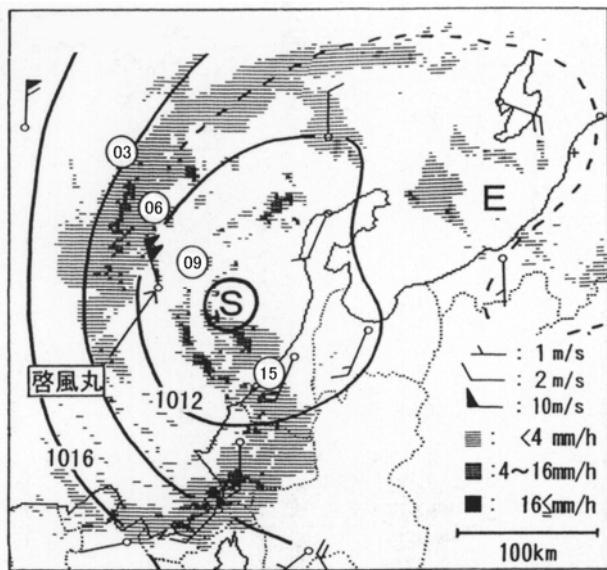 03
06
09
S
E
15
啓風丸
1012
1016
: 1 m/s
: 2 m/s
: 10m/s
: <4 mm/h
: 4～16mm/h
: 16≤mm/h
100km